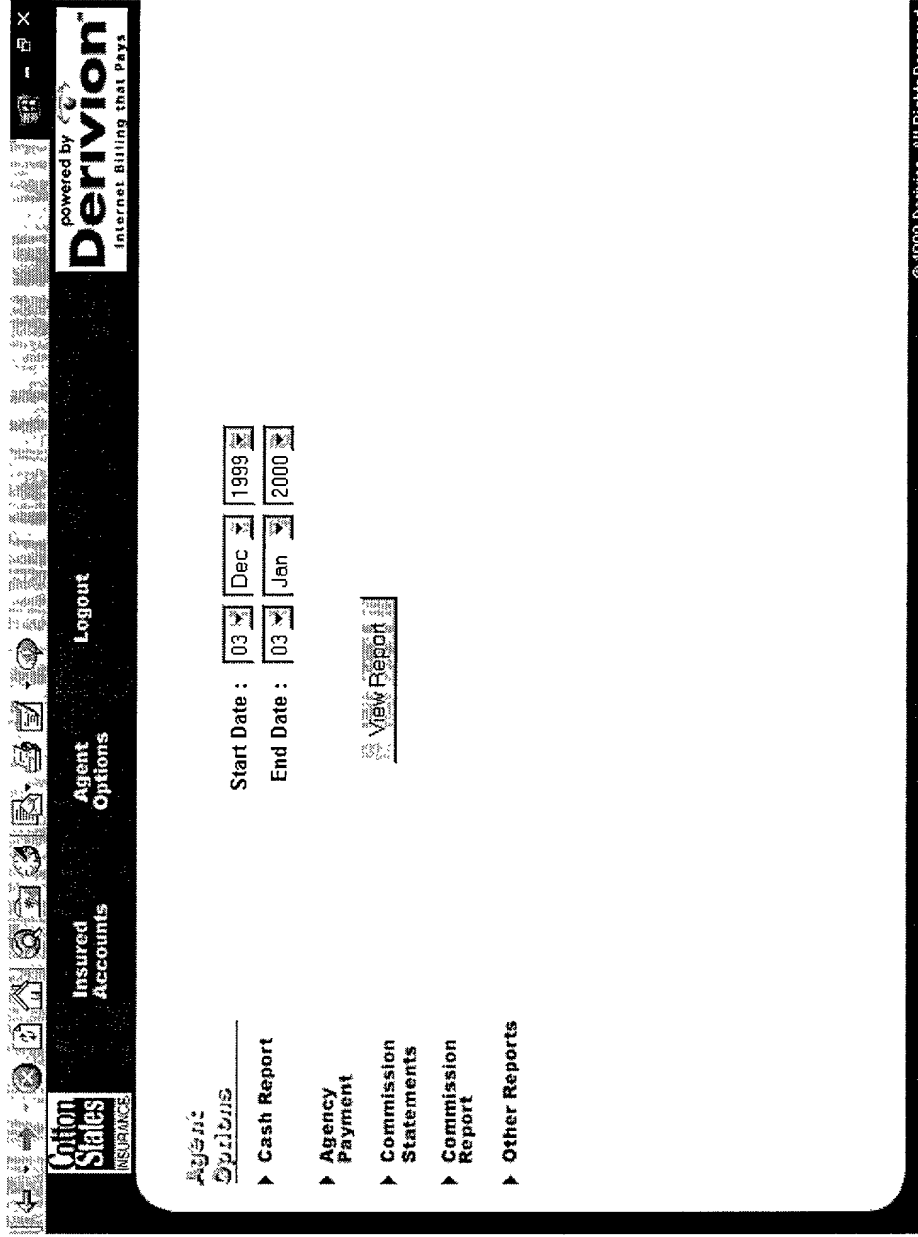 Cotton
States
INSURANCE
Insured
Accounts
Agent
Options
Logout
powered by
Derivion
Internet Billing that Pays
Agent
Options
Cash Report
Agency
Payment
Commission
Statements
Commission
Report
Other Reports
Start Date : 03 Dec 1999
End Date : 03 Jan 2000
View Report